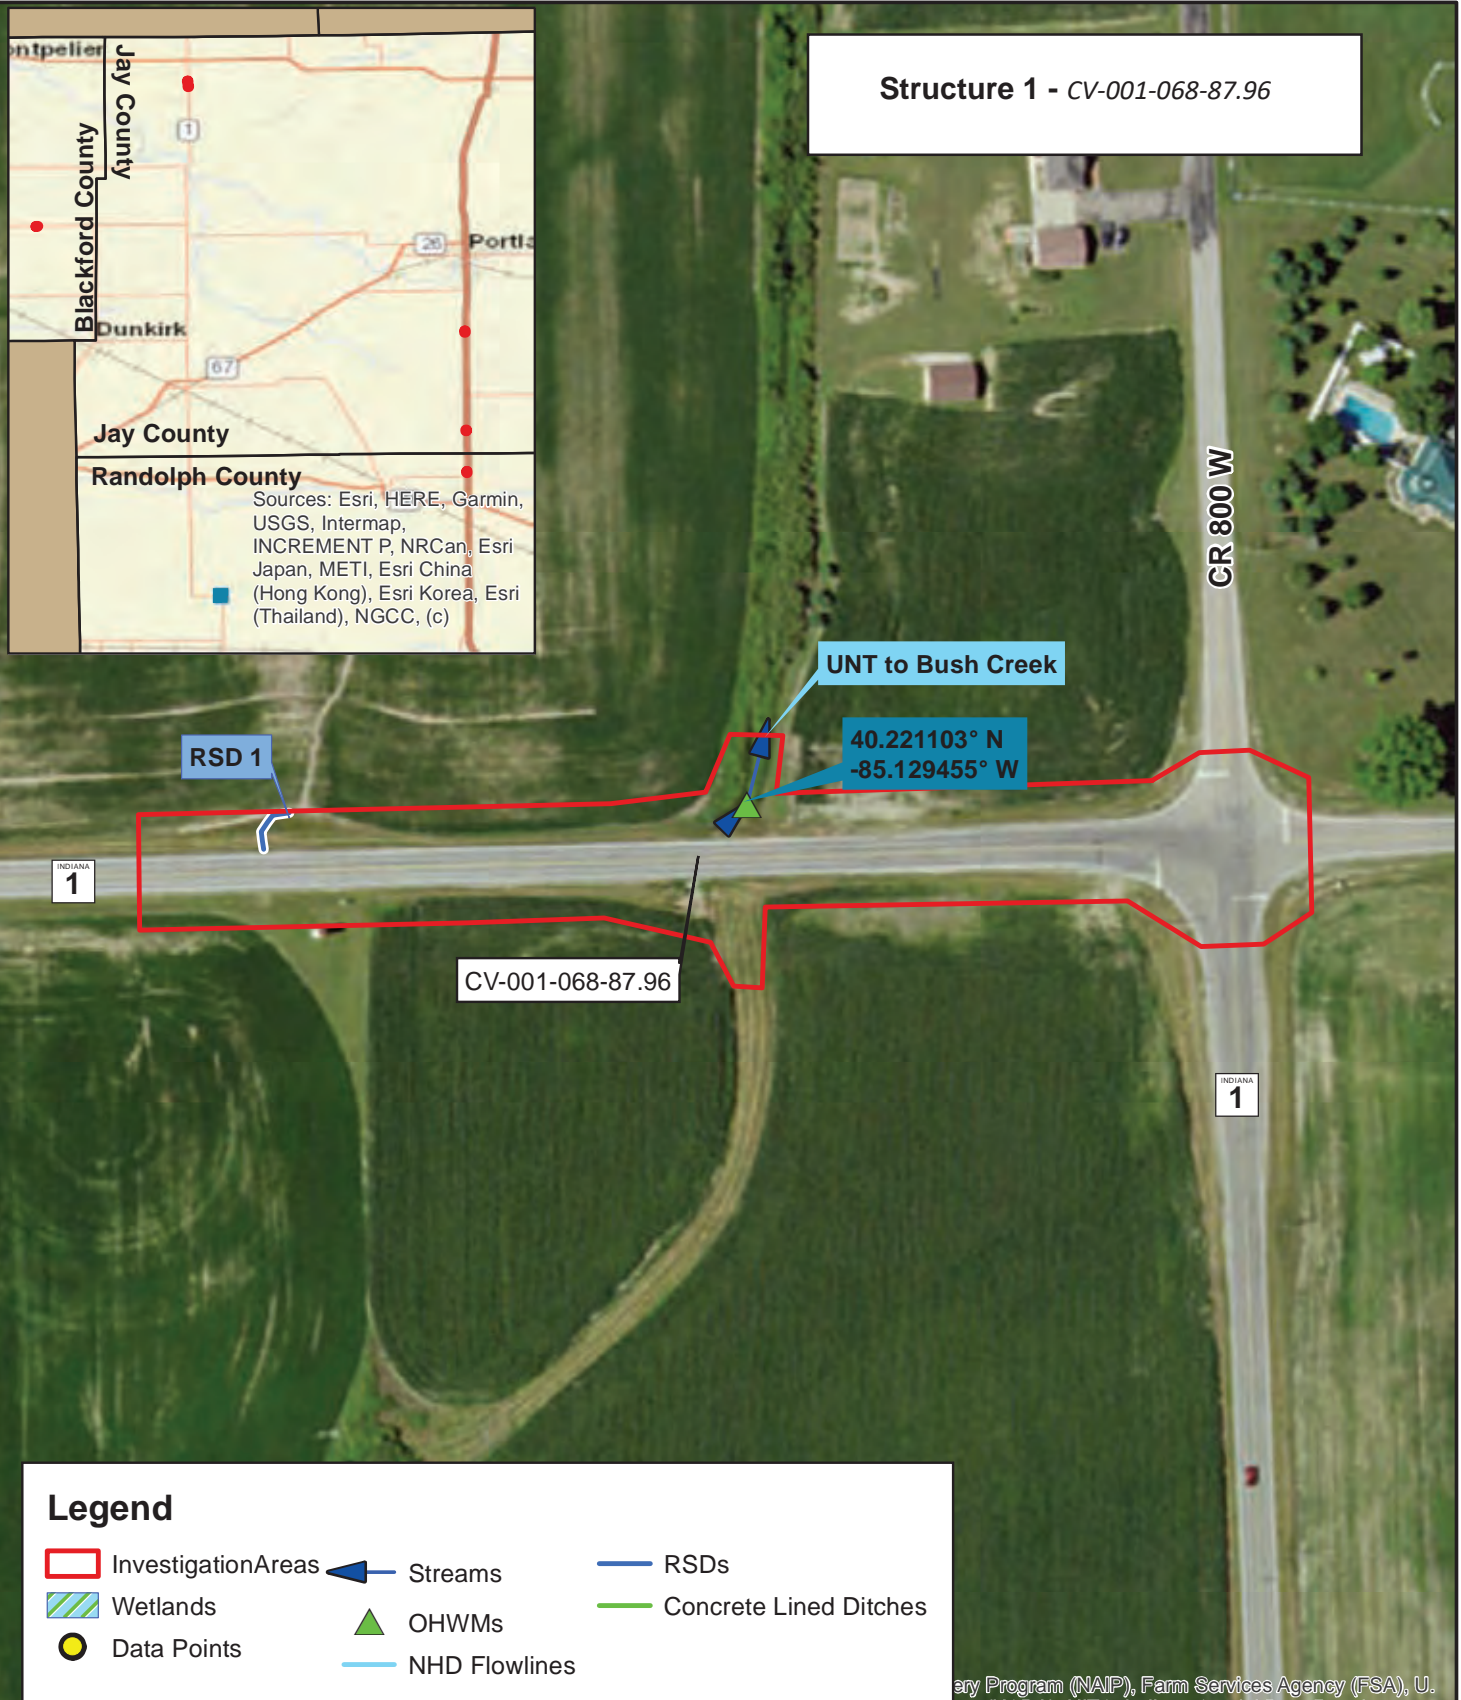 ntpelier
Jay County
Blackford County
1
26
Portla
Dunkirk
67
Jay County
Randolph County
Sources: Esri, HERE, Garmin,
USGS, Intermap,
INCREMENT P, NRCan, Esri
Japan, METI, Esri China
(Hong Kong), Esri Korea, Esri
(Thailand), NGCC, (c)
Structure 1 - CV-001-068-87.96
CR 800 W
UNT to Bush Creek
40.221103° N
-85.129455° W
RSD 1
INDIANA
1
CV-001-068-87.96
INDIANA
1
Legend
InvestigationAreas
Wetlands
Data Points
Streams
OHWMs
NHD Flowlines
RSDs
Concrete Lined Ditches
ery Program (NAIP), Farm Services Agency (FSA), U.